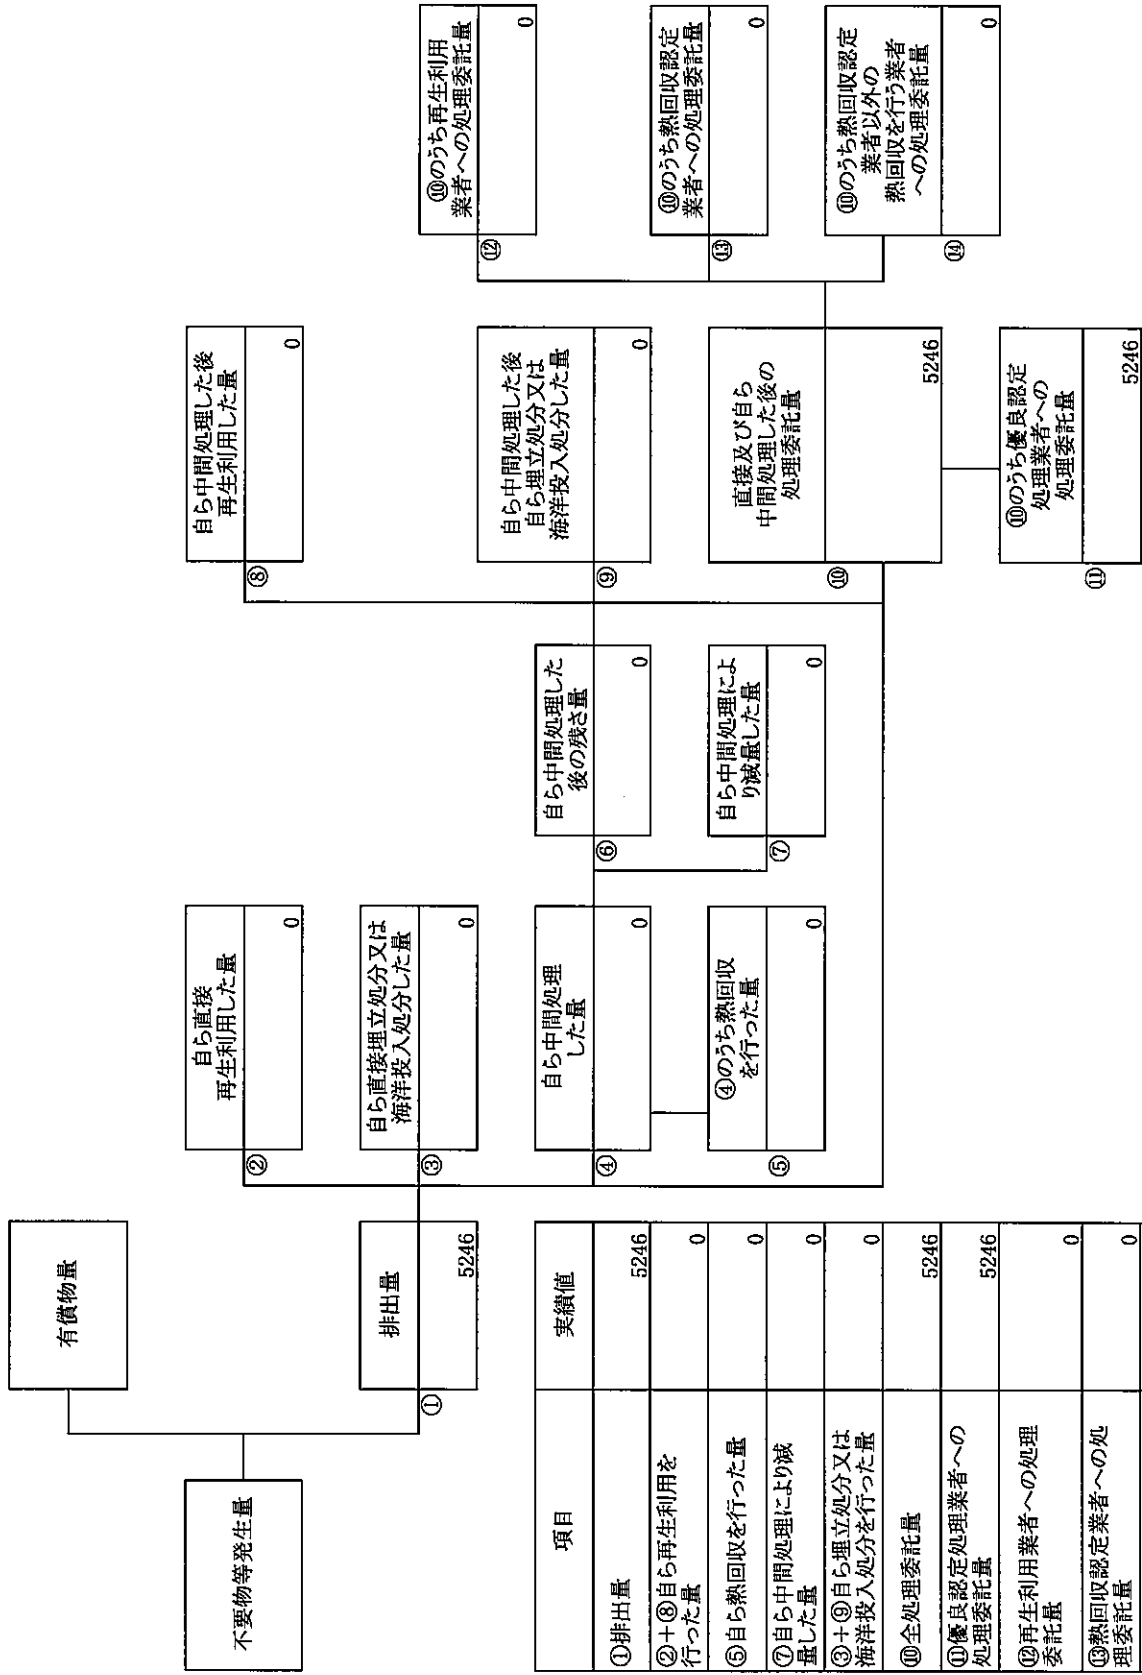 不要物等発生量
有償物量
①
排出量
5246
②
自ら直接
再生利用した量
0
③
自ら直接埋立処分又は
海洋投入処分した量
0
④
自ら中間処理
した量
0
⑤
④のうち熱回収
を行った量
0
⑥
自ら中間処理した
後の残さ量
0
⑦
自ら中間処理によ
り減量した量
0
⑧
自ら中間処理した後
再生利用した量
0
⑨
自ら中間処理した後
自ら埋立処分又は
海洋投入処分した量
0
⑩
直接及び自ら
中間処理した後の
処理委託量
5246
⑪
⑩のうち優良認定
処理業者への
処理委託量
5246
⑫
⑩のうち再生利用
業者への処理委託量
0
⑬
⑩のうち熱回収認定
業者への処理委託量
0
⑭
⑩のうち熱回収認定
業者以外の
熱回収を行う業者
への処理委託量
0
項目 実績値
①排出量 5246
②+⑧自ら再生利用を
行った量 0
⑤自ら熱回収を行った量 0
⑦自ら中間処理により減
量した量 0
③+⑨自ら埋立処分又は
海洋投入処分を行った量 0
⑩全処理委託量 5246
⑪優良認定処理業者への
処理委託量 5246
⑫再生利用業者への処理
委託量 0
⑬熱回収認定業者への処
理委託量 0